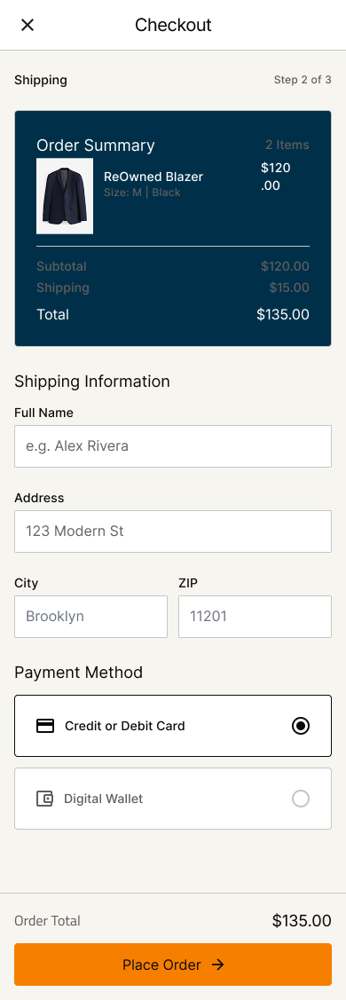 Checkout
Shipping
Step 2 of 3
Order Summary
2 Items
ReOwned Blazer
$120
.00
Size: M | Black
Subtotal
$120.00
Shipping
$15.00
Total
$135.00
Shipping Information
Full Name
e.g. Alex Rivera
Address
123 Modern St
City
ZIP
Brooklyn
11201
Payment Method
Credit or Debit Card
Digital Wallet
Order Total
$135.00
Place Order →